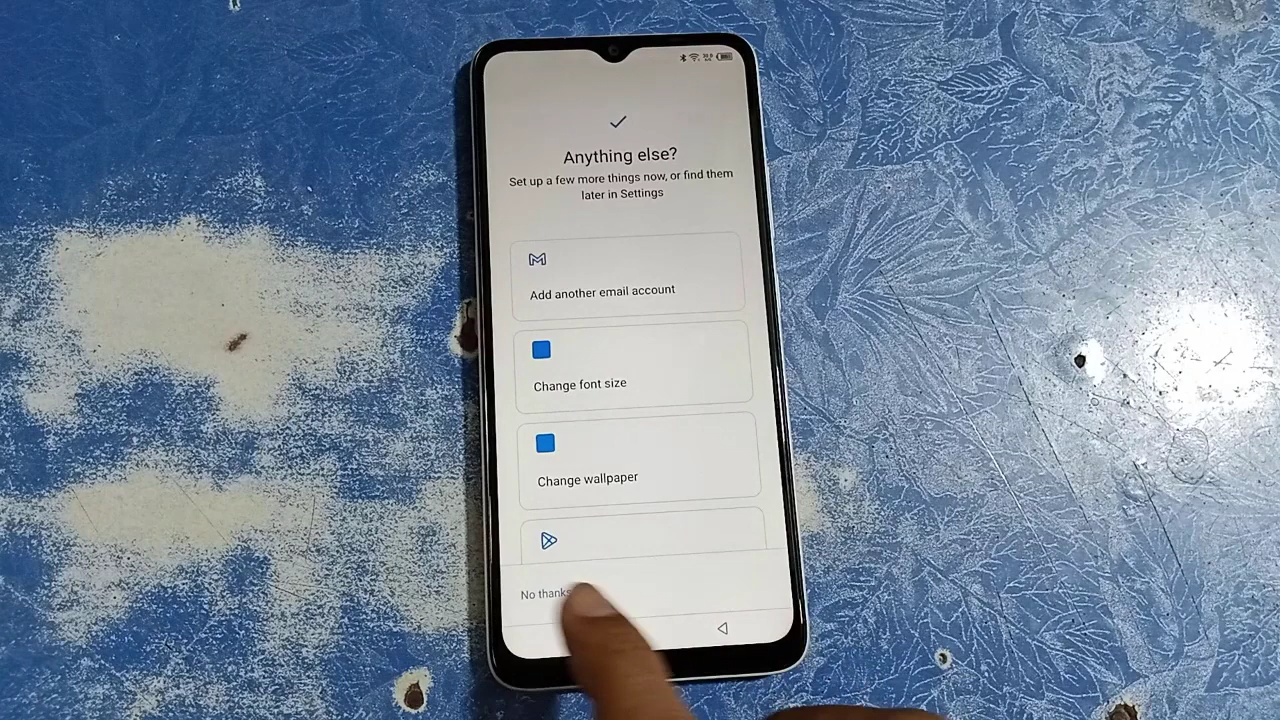 Anything else?
Set up a few more things now, or find them
later in Settings
Add another email account
Change font size
Change wallpaper
No thanks